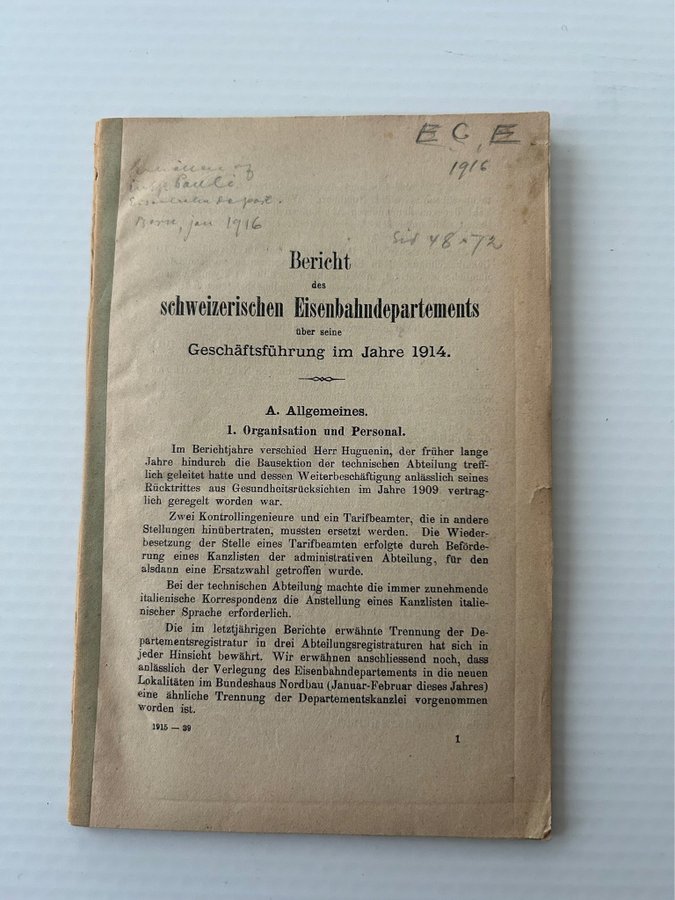 E C E
1916
Bern, jan 1916
Sid 48 - 72
Bericht
des
schweizerischen Eisenbahndepartements
über seine
Geschäftsführung im Jahre 1914.
A. Allgemeines.
1. Organisation und Personal.
Im Berichtjahre verschied Herr Huguenin, der früher lange
Jahre hindurch die Bausektion der technischen Abteilung treff-
lich geleitet hatte und dessen Weiterbeschäftigung anlässlich seines
Rücktrittes aus Gesundheitsrücksichten im Jahre 1909 vertrag-
lich geregelt worden war.
Zwei Kontrollingenieure und ein Tarifbeamter, die in andere
Stellungen hinübertraten, mussten ersetzt werden. Die Wieder-
besetzung der Stelle eines Tarifbeamten erfolgte durch Beförde-
rung eines Kanzlisten der administrativen Abteilung, für den
alsdann eine Ersatzwahl getroffen wurde.
Bei der technischen Abteilung machte die immer zunehmende
italienische Korrespondenz die Anstellung eines Kanzlisten italie-
nischer Sprache erforderlich.
Die im letztjährigen Berichte erwähnte Trennung der De-
partementsregistratur in drei Abteilungsregistraturen hat sich in
jeder Hinsicht bewährt. Wir erwähnen anschliessend noch, dass
anlässlich der Verlegung des Eisenbahndepartements in die neuen
Lokalitäten im Bundeshaus Nordbau (Januar-Februar dieses Jahres)
eine ähnliche Trennung der Departementskanzlei vorgenommen
worden ist.
1915 — 39
1